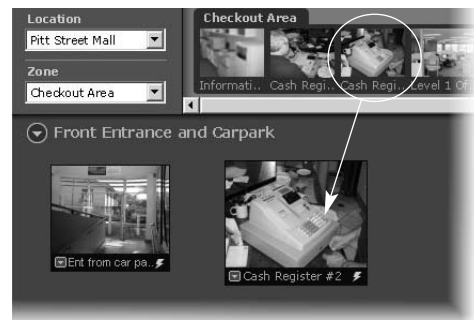 Location
Pitt Street Mall
Zone
Checkout Area
Checkout Area
Informati.. Cash Regi.. Cash Regi.. Level 1 Of
Front Entrance and Carpark
Ent from car pa..
Cash Register #2